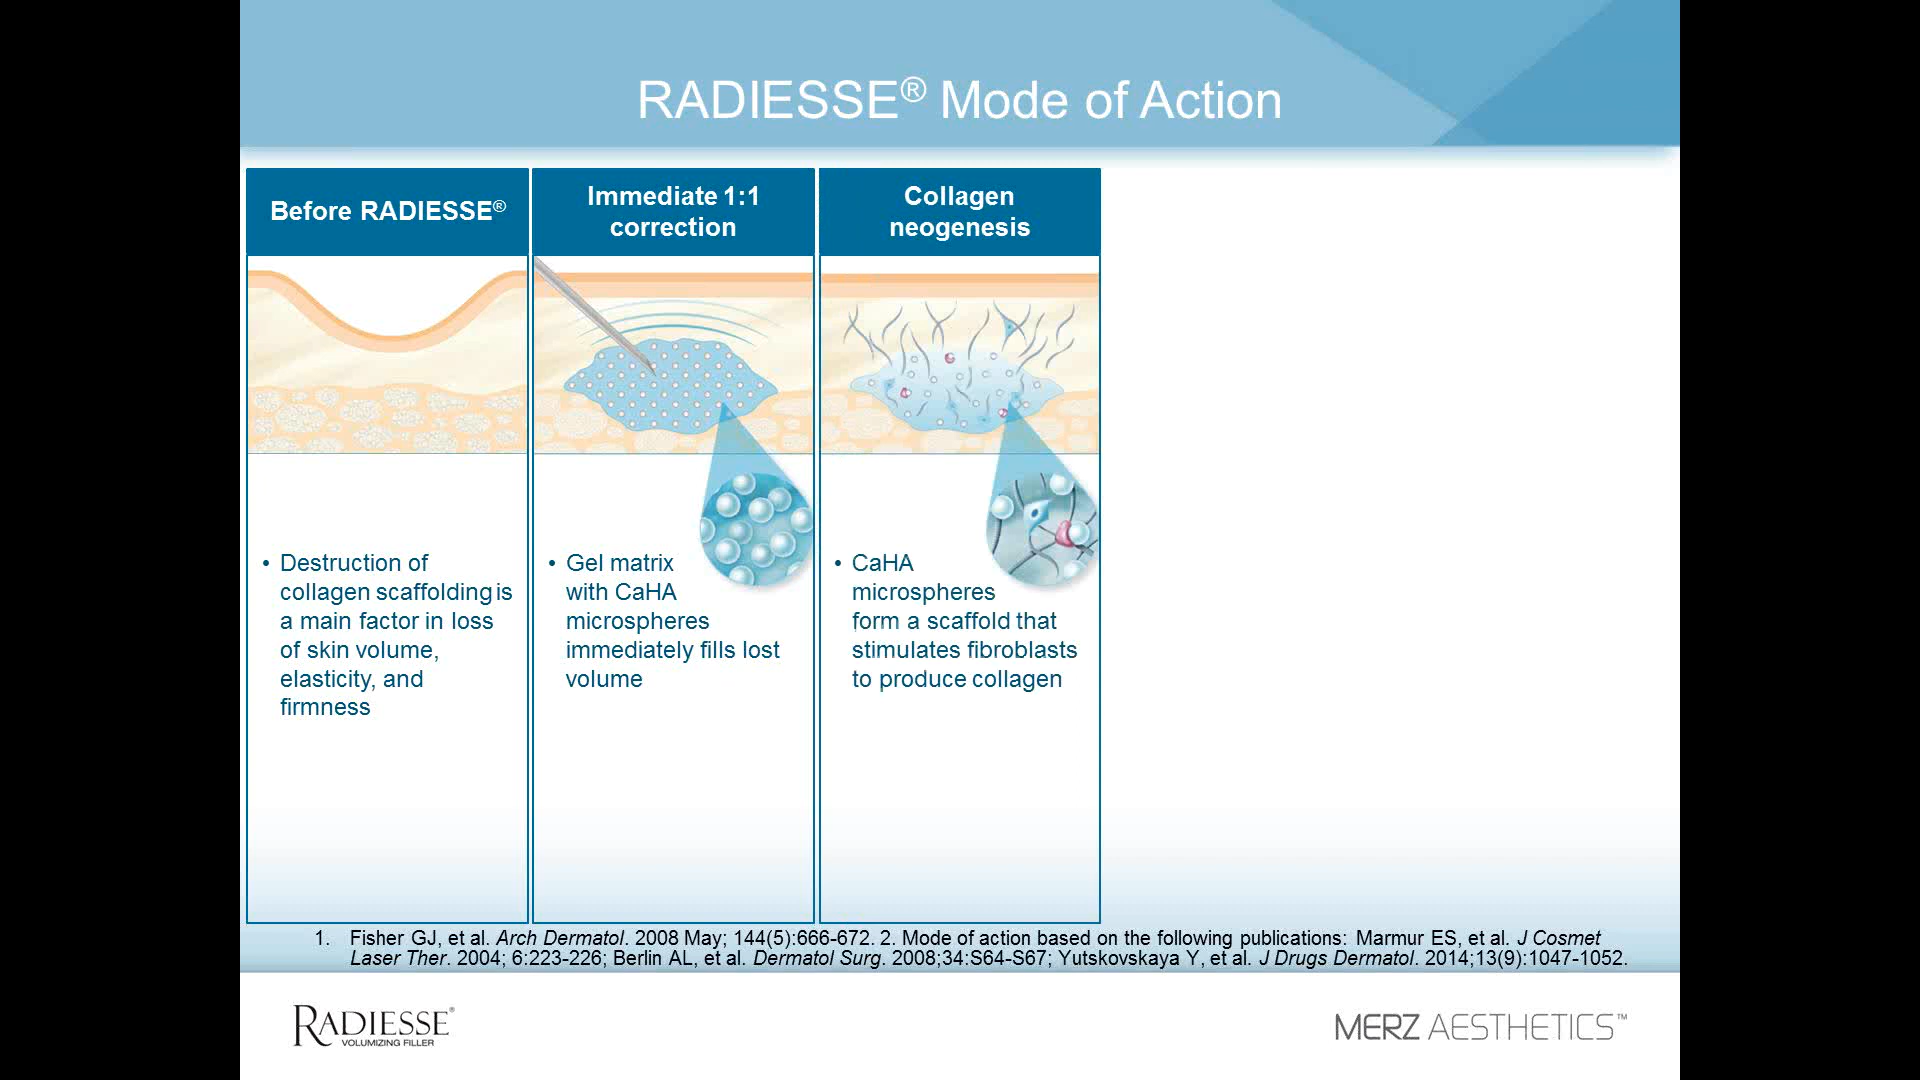 RADIESSE® Mode of Action
Before RADIESSE®
Immediate 1:1
correction
Collagen
neogenesis
• Destruction of
collagen scaffolding is
a main factor in loss
of skin volume,
elasticity, and
firmness
• Gel matrix
with CaHA
microspheres
immediately fills lost
volume
• CaHA
microspheres
form a scaffold that
stimulates fibroblasts
to produce collagen
1. Fisher GJ, et al. Arch Dermatol. 2008 May; 144(5):666-672. 2. Mode of action based on the following publications: Marmur ES, et al. J Cosmet
Laser Ther. 2004; 6:223-226; Berlin AL, et al. Dermatol Surg. 2008;34:S64-S67; Yutskovskaya Y, et al. J Drugs Dermatol. 2014;13(9):1047-1052.
RADIESSE®
VOLUMIZING FILLER
MERZ AESTHETICS™